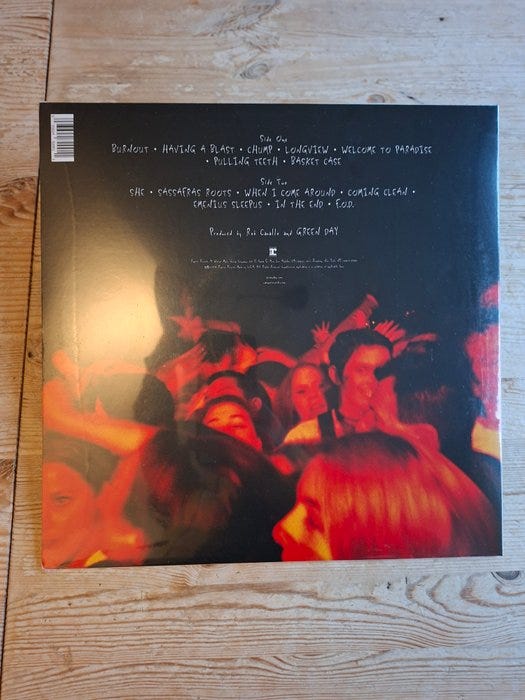 Side One
BURNOUT • HAVING A BLAST • CHUMP • LONGVIEW • WELCOME TO PARADISE
• PULLING TEETH • BASKET CASE
Side Two
SHE • SASSAFRAS ROOTS • WHEN I COME AROUND • COMING CLEAN •
EMENIUS SLEEPUS • IN THE END • F.O.D.
Produced by Rob Cavallo and GREEN DAY